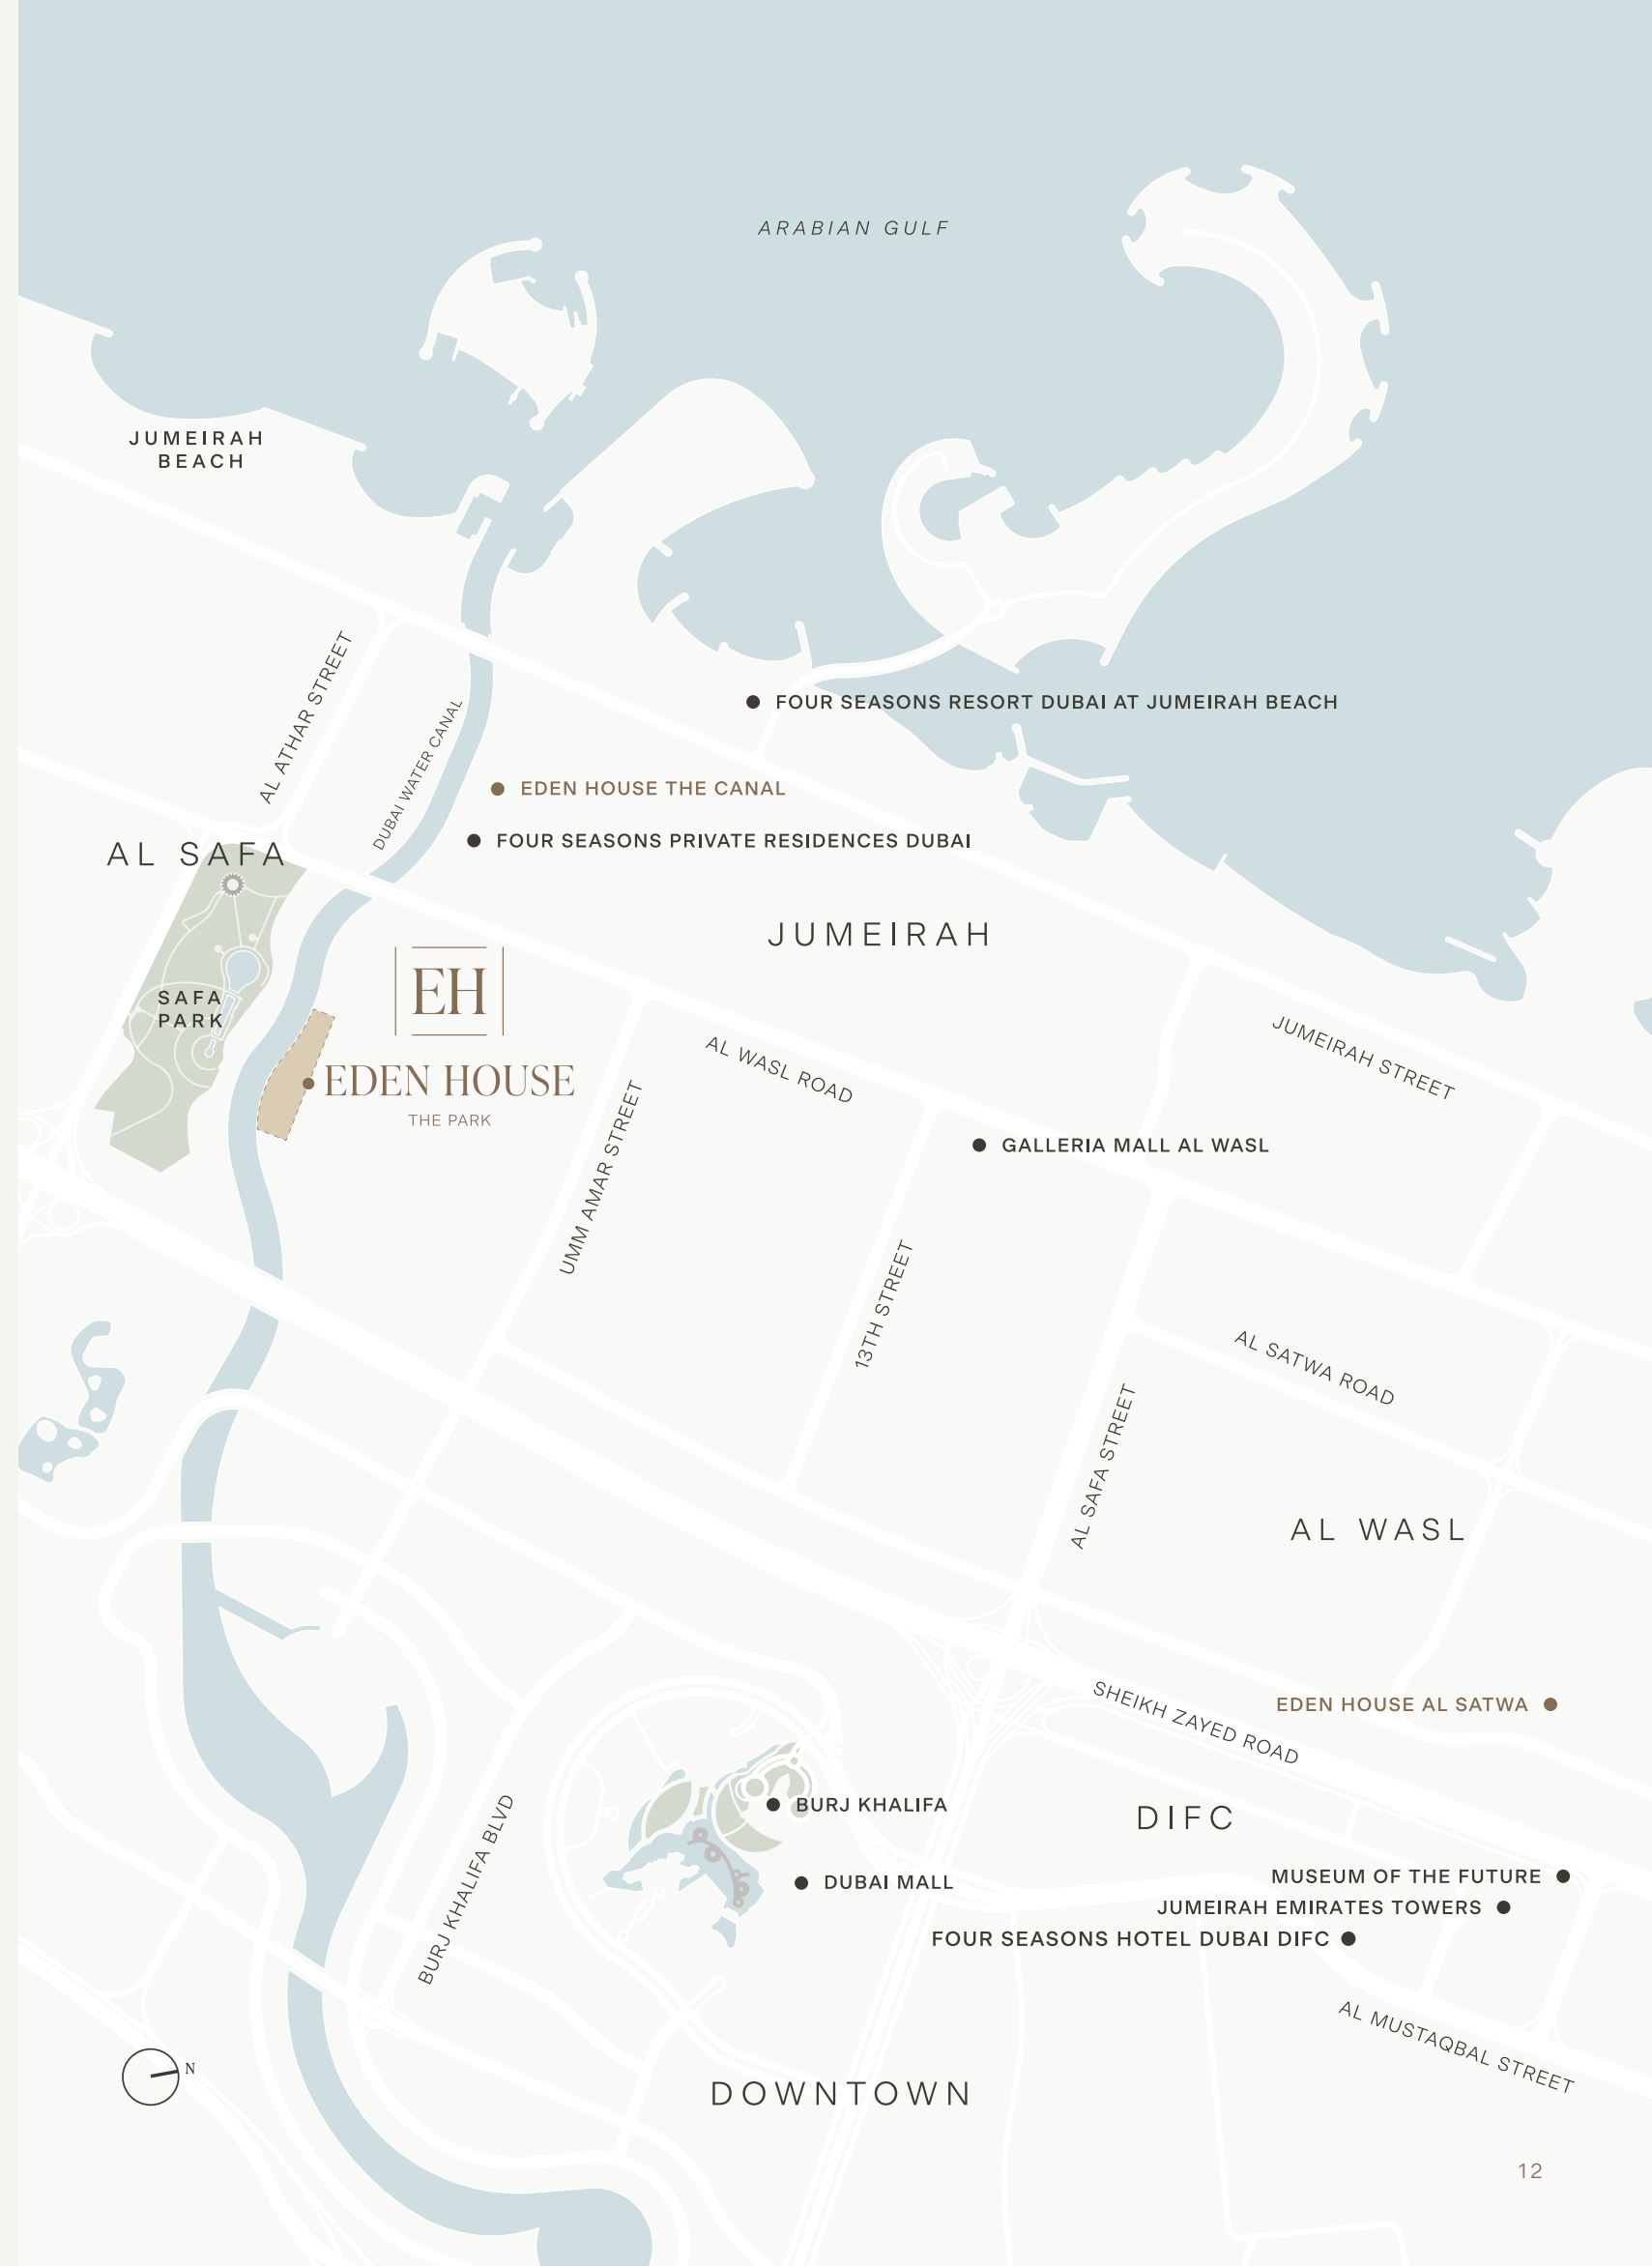 ARABIAN GULF
JUMEIRAH
BEACH
AL ATHAR STREET
DUBAI WATER CANAL
FOUR SEASONS RESORT DUBAI AT JUMEIRAH BEACH
EDEN HOUSE THE CANAL
FOUR SEASONS PRIVATE RESIDENCES DUBAI
AL SAFA
JUMEIRAH
SAFA
PARK
EH
EDEN HOUSE
THE PARK
AL WASL ROAD
JUMEIRAH STREET
UMM AMAR STREET
GALLERIA MALL AL WASL
13TH STREET
AL SATWA ROAD
AL SAFA STREET
AL WASL
SHEIKH ZAYED ROAD
EDEN HOUSE AL SATWA
BURJ KHALIFA BLVD
BURJ KHALIFA
DIFC
DUBAI MALL
MUSEUM OF THE FUTURE
JUMEIRAH EMIRATES TOWERS
FOUR SEASONS HOTEL DUBAI DIFC
AL MUSTAQBAL STREET
N
DOWNTOWN
12